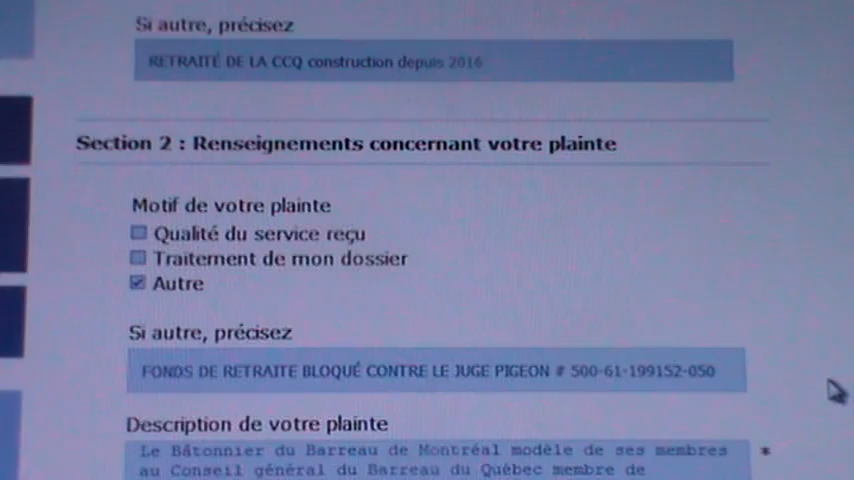 Si autre, précisez
RETRAITÉ DE LA CCQ construction depuis 2016
Section 2 : Renseignements concernant votre plainte
Motif de votre plainte
Qualité du service reçu
Traitement de mon dossier
Autre
Si autre, précisez
FONDS DE RETRAITE BLOQUÉ CONTRE LE JUGE PIGEON # 500-61-199152-050
Description de votre plainte
Le Bâtonnier du Barreau de Montréal modèle de ses membres *
au Conseil général du Barreau du Québec membre de